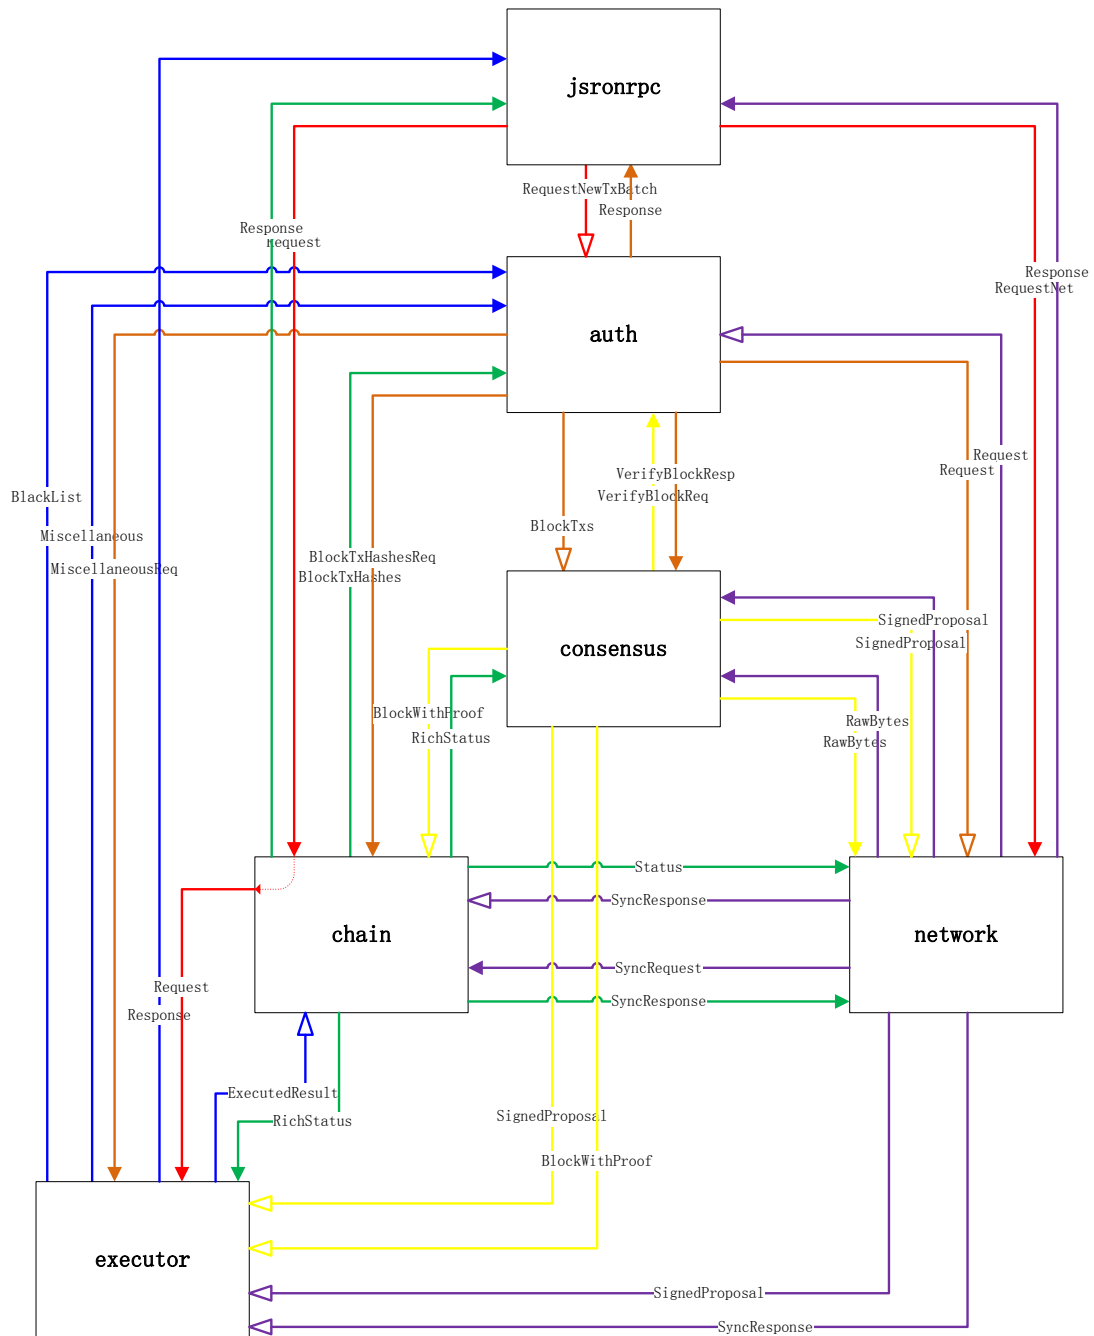 jsronrpc
RequestNewTxBatch
Response
Response
request
Response
RequestNet
auth
Request
Request
VerifyBlockResp
VerifyBlockReq
BlackList
BlockTxs
Miscellaneous
MiscellaneousReq
BlockTxHashesReq
BlockTxHashes
SignedProposal
SignedProposal
consensus
BlockWithProof
RichStatus
RawBytes
RawBytes
Status
SyncResponse
chain
network
SyncRequest
SyncResponse
Request
Response
ExecutedResult
RichStatus
SignedProposal
BlockWithProof
executor
SignedProposal
SyncResponse